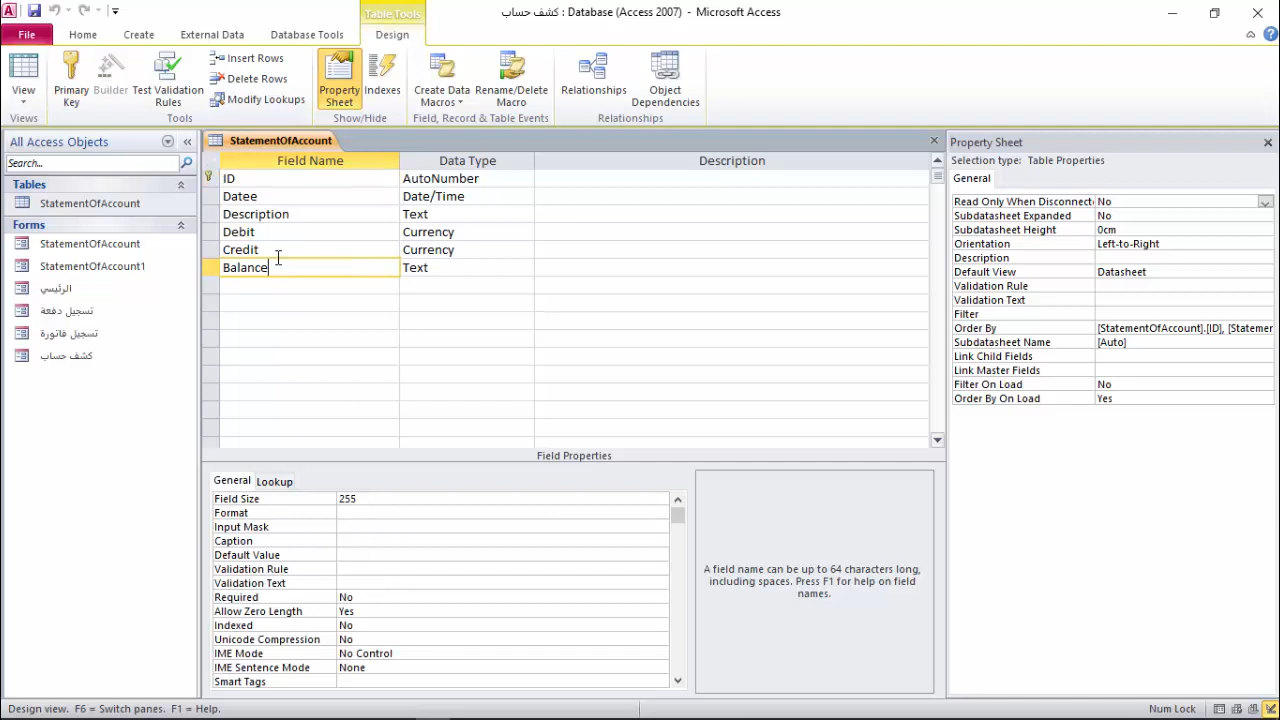 كشف حساب : Database (Access 2007) - Microsoft Access
Table Tools
File Home Create External Data Database Tools Design
View
Primary Key
Builder
Test Validation Rules
Insert Rows
Delete Rows
Modify Lookups
Property Sheet
Indexes
Create Data Macros
Rename/Delete Macro
Relationships
Object Dependencies
Views Tools Show/Hide Field, Record & Table Events Relationships
All Access Objects
Search...
Tables
StatementOfAccount
Forms
StatementOfAccount
StatementOfAccount1
الرئيسي
تسجيل دفعة
تسجيل فاتورة
كشف حساب
StatementOfAccount
Field Name Data Type Description
ID AutoNumber
Datee Date/Time
Description Text
Debit Currency
Credit Currency
Balance Text
Field Properties
General Lookup
Field Size 255
Format
Input Mask
Caption
Default Value
Validation Rule
Validation Text
Required No
Allow Zero Length Yes
Indexed No
Unicode Compression No
IME Mode No Control
IME Sentence Mode None
Smart Tags
A field name can be up to 64 characters long,
including spaces. Press F1 for help on field
names.
Property Sheet
Selection type: Table Properties
General
Read Only When Disconnect No
Subdatasheet Expanded No
Subdatasheet Height 0cm
Orientation Left-to-Right
Description
Default View Datasheet
Validation Rule
Validation Text
Filter
Order By [StatementOfAccount].[ID], [Statemer
Subdatasheet Name [Auto]
Link Child Fields
Link Master Fields
Filter On Load No
Order By On Load Yes
Design view. F6 = Switch panes. F1 = Help.
Num Lock